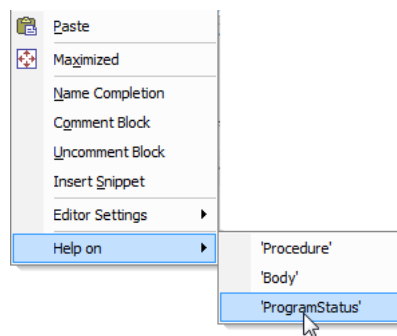 Paste
Maximized
Name Completion
Comment Block
Uncomment Block
Insert Snippet
Editor Settings
Help on
'Procedure'
'Body'
'ProgramStatus'